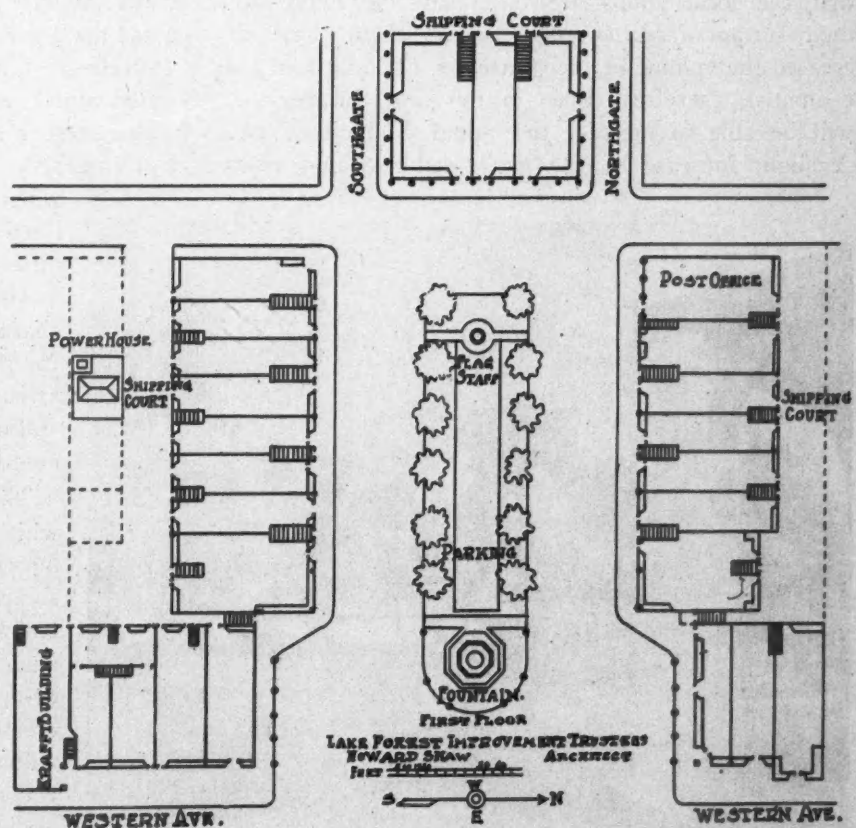 SHIPPING COURT
SOUTHGATE
NORTHGATE
POWER HOUSE
SHIPPING
COURT
FLAG
STAFF
POST OFFICE
SHIPPING
COURT
PARKING
KRAFFT BUILDING
FOUNTAIN.
FIRST FLOOR
LAKE FOREST IMPROVEMENT TRUSTEES
HOWARD SHAW ARCHITECT
FEET
W
S N
E
WESTERN AVE.
WESTERN AVE.